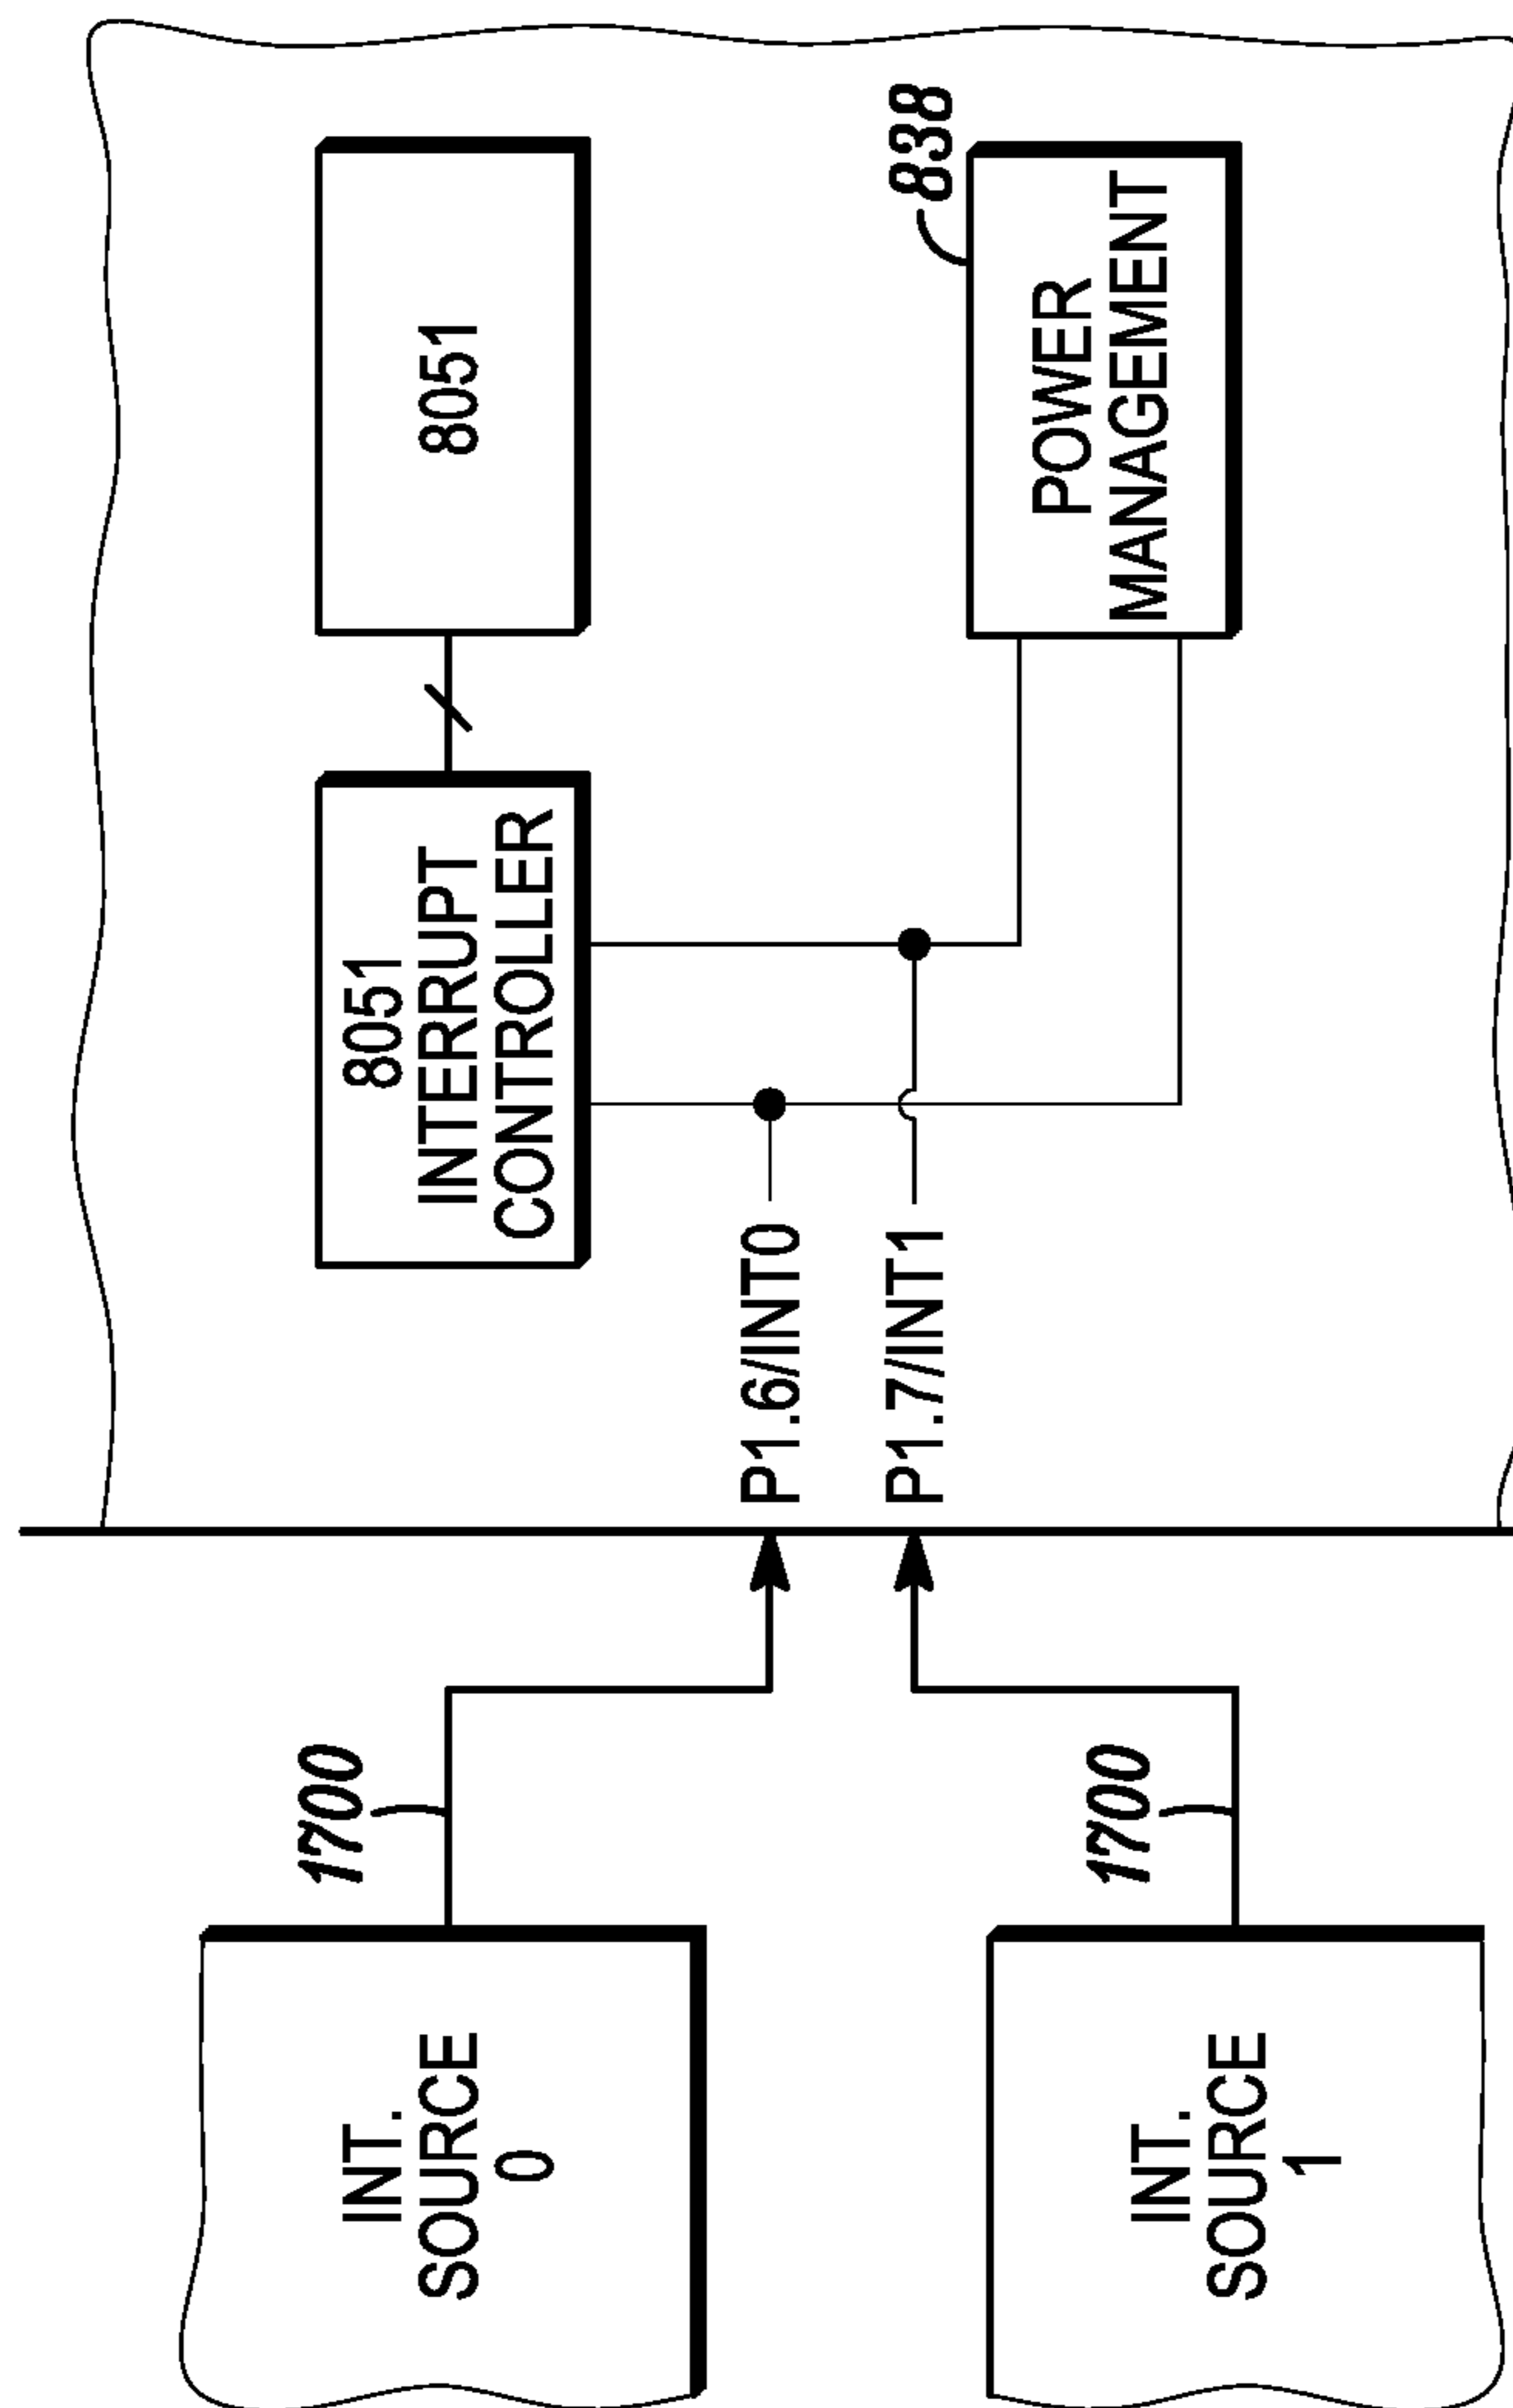 INT.
SOURCE
0
1700
INT.
SOURCE
1
1700
P1.6/INT0
P1.7/INT1
8051
INTERRUPT
CONTROLLER
8051
838
POWER
MANAGEMENT